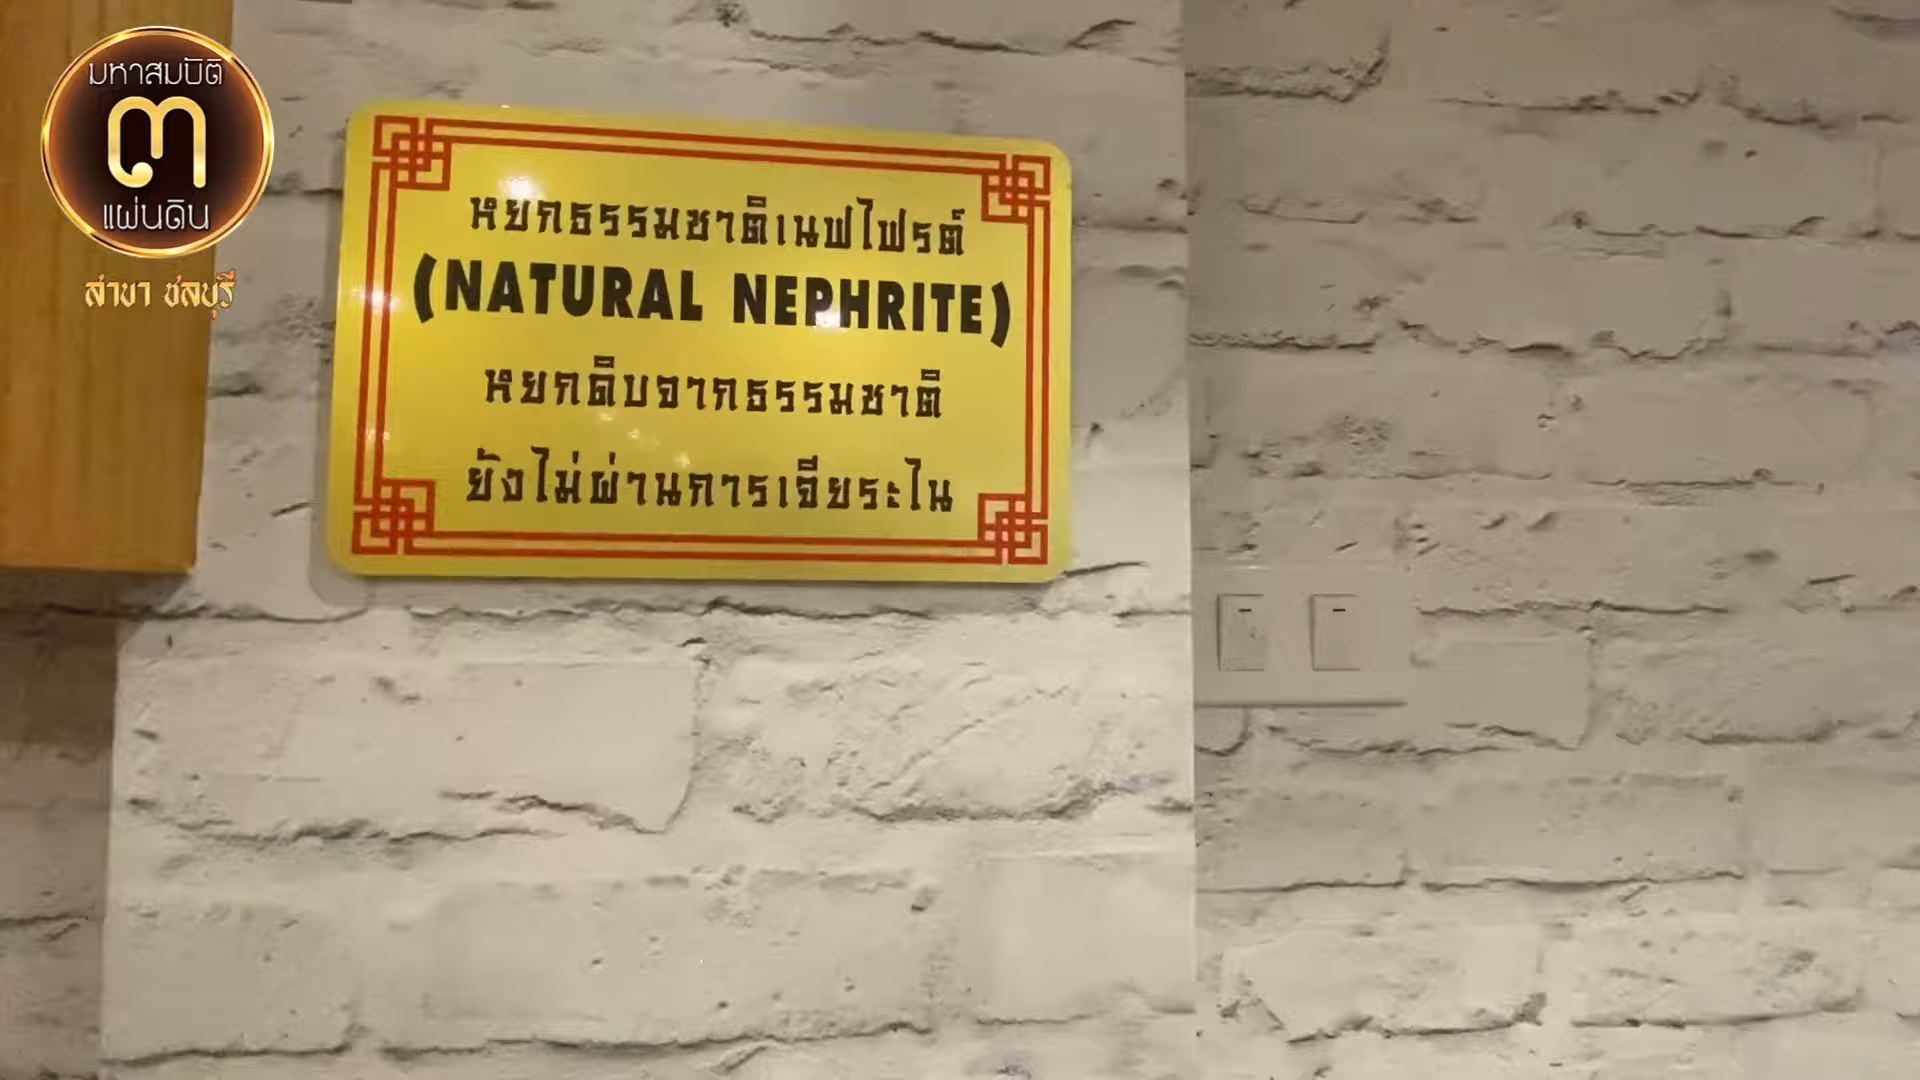 มหาสมบัติ
๓
แผ่นดิน
สาขา ชลบุรี
หยกธรรมชาติเนฟไฟรต์
(NATURAL NEPHRITE)
หยกดิบจากธรรมชาติ
ยังไม่ผ่านการเจียระไน